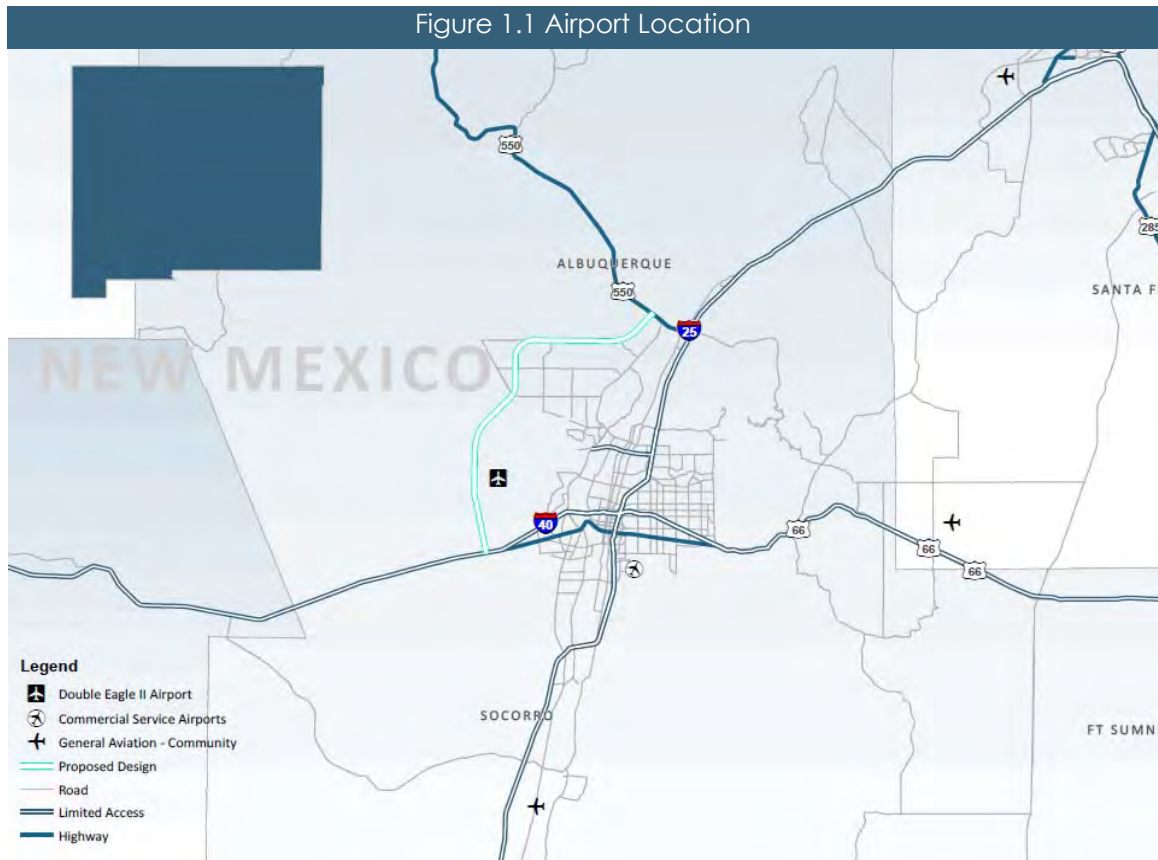 Figure 1.1 Airport Location
550
ALBUQUERQUE
285
SANTA F
550
25
NEW MEXICO
40
66
66
66
SOCORRO
FT SUMN
Legend
Double Eagle II Airport
Commercial Service Airports
General Aviation - Community
Proposed Design
Road
Limited Access
Highway